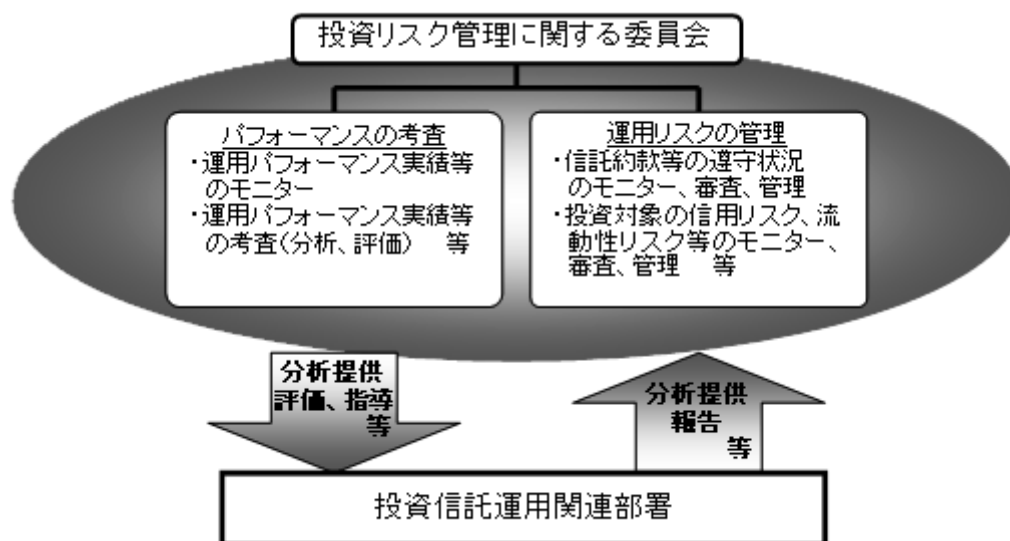 投資リスク管理に関する委員会
パフォーマンスの考査
・運用パフォーマンス実績等
のモニター
・運用パフォーマンス実績等
の考査(分析、評価) 等
運用リスクの管理
・信託約款等の遵守状況
のモニター、審査、管理
・投資対象の信用リスク、流
動性リスク等のモニター、
審査、管理 等
分析提供
評価、指導
等
分析提供
報告
等
投資信託運用関連部署